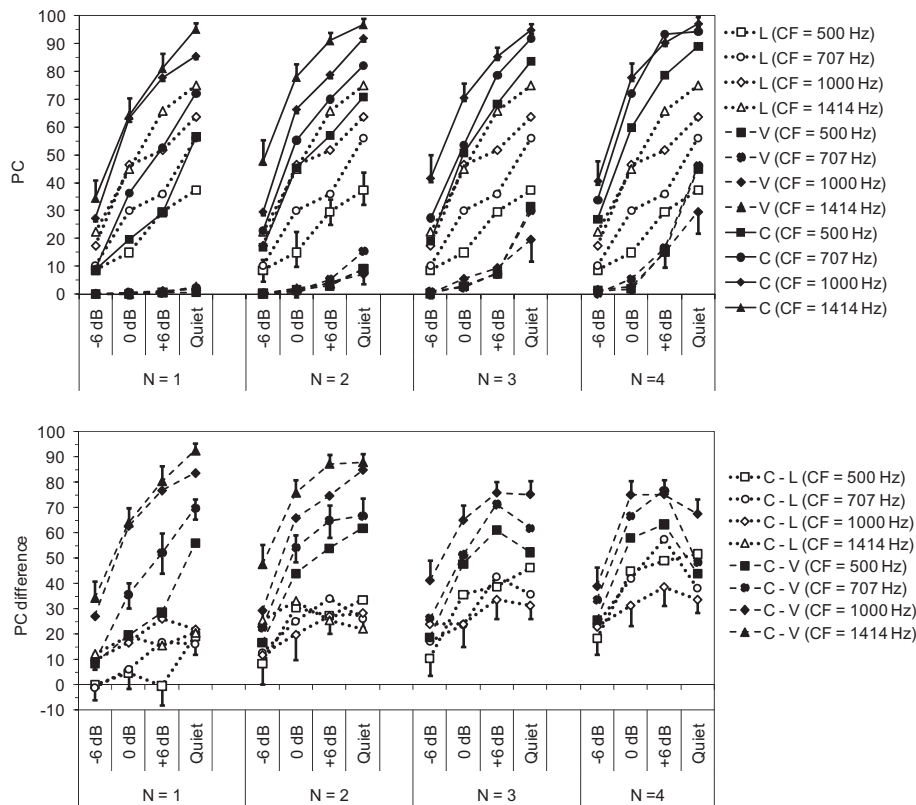 100
90
80
70
60
50
40
30
20
10
0
PC
-6 dB 0 dB +6 dB Quiet -6 dB 0 dB +6 dB Quiet -6 dB 0 dB +6 dB Quiet -6 dB 0 dB +6 dB Quiet
N = 1 N = 2 N = 3 N =4
L (CF = 500 Hz)
L (CF = 707 Hz)
L (CF = 1000 Hz)
L (CF = 1414 Hz)
V (CF = 500 Hz)
V (CF = 707 Hz)
V (CF = 1000 Hz)
V (CF = 1414 Hz)
C (CF = 500 Hz)
C (CF = 707 Hz)
C (CF = 1000 Hz)
C (CF = 1414 Hz)
100
90
80
70
60
50
40
30
20
10
0
-10
PC difference
-6 dB 0 dB +6 dB Quiet -6 dB 0 dB +6 dB Quiet -6 dB 0 dB +6 dB Quiet -6 dB 0 dB +6 dB Quiet
N = 1 N = 2 N = 3 N =4
C - L (CF = 500 Hz)
C - L (CF = 707 Hz)
C - L (CF = 1000 Hz)
C - L (CF = 1414 Hz)
C - V (CF = 500 Hz)
C - V (CF = 707 Hz)
C - V (CF = 1000 Hz)
C - V (CF = 1414 Hz)